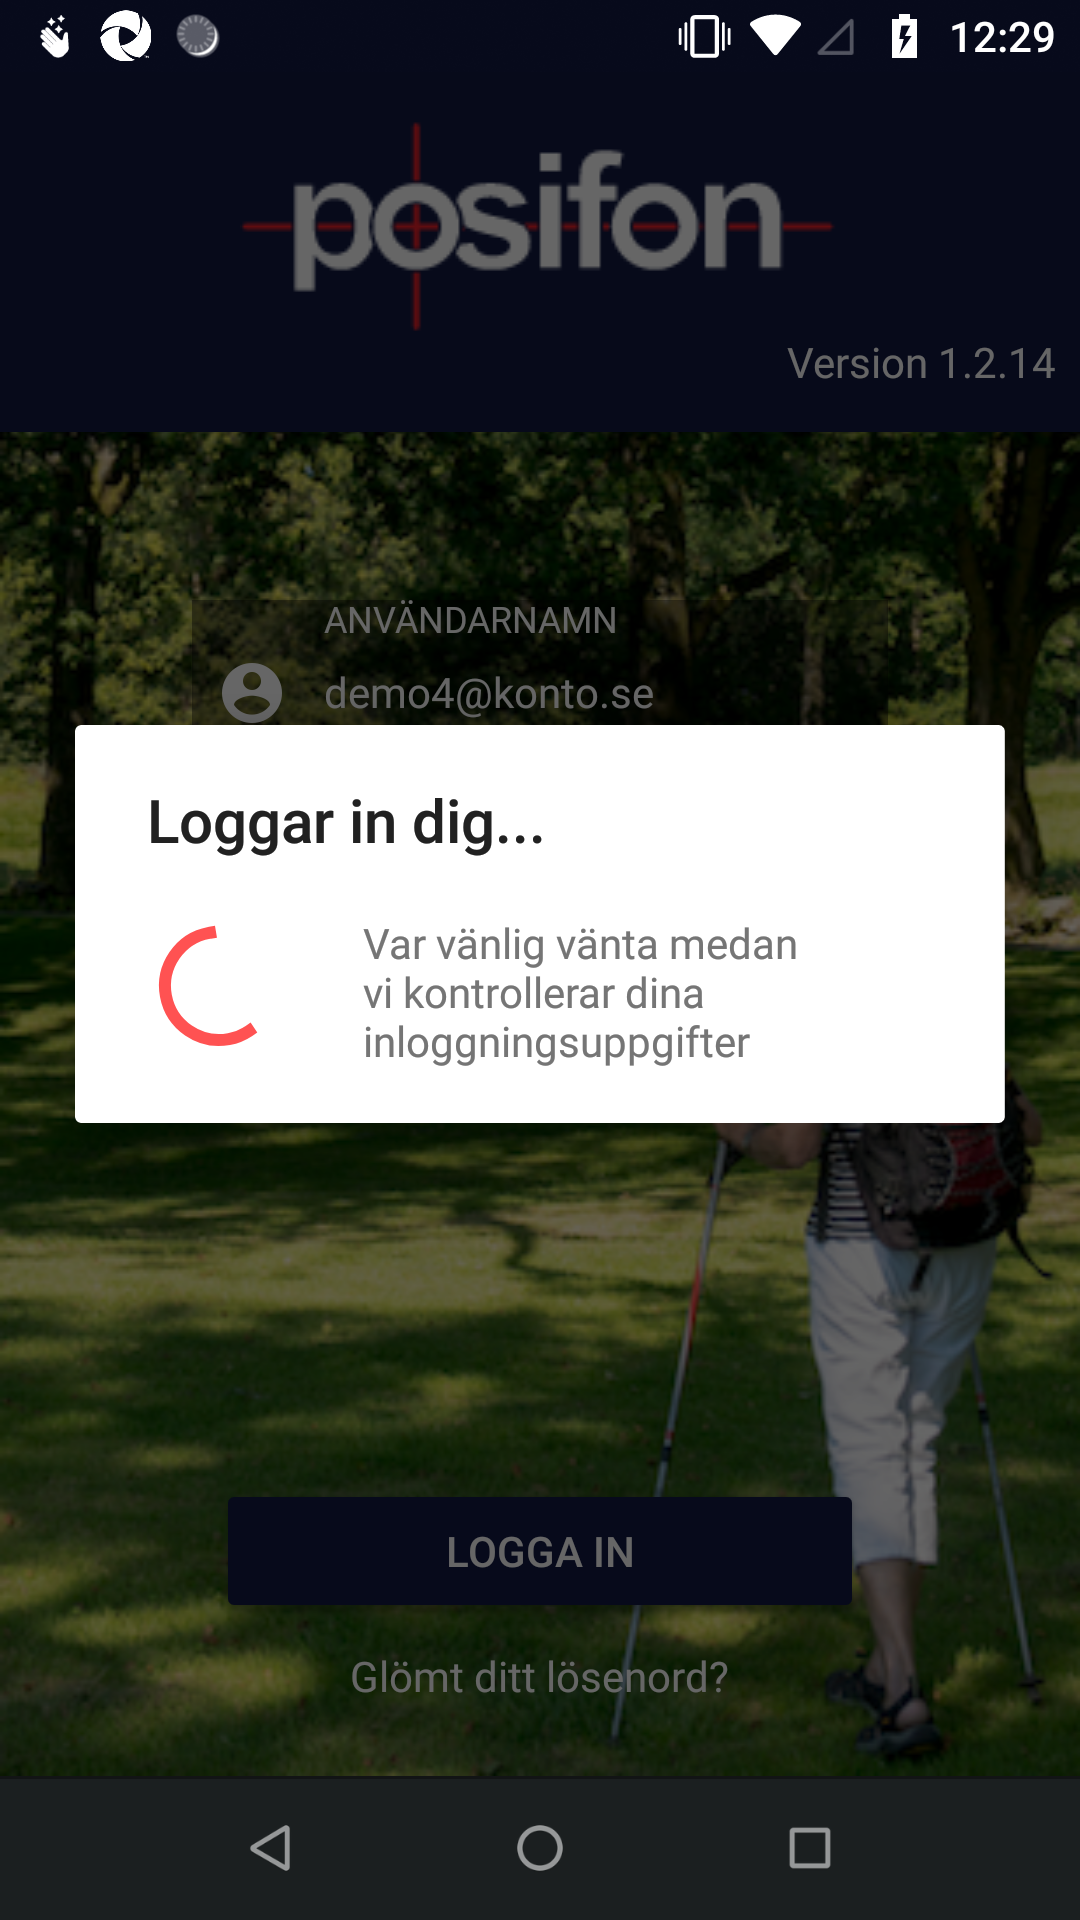 12:29
posifon
Version 1.2.14
ANVÄNDARNAMN
demo4@konto.se
Loggar in dig...
Var vänlig vänta medan
vi kontrollerar dina
inloggningsuppgifter
LOGGA IN
Glömt ditt lösenord?